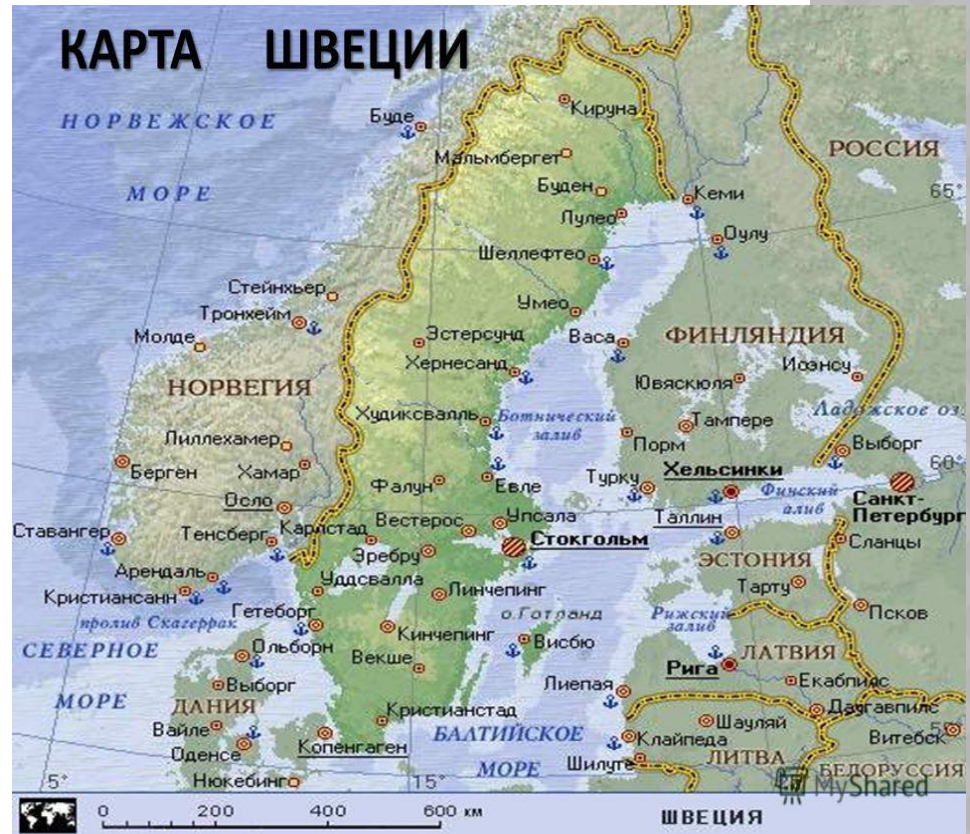 КАРТА ШВЕЦИИ
НОРВЕЖСКОЕ
МОРЕ
Буде
Кируна
Мальмбергет
РОССИЯ
Буден
Кеми
65°
Лулео
Оулу
Шеллефтео
Стейнхьер
Умео
Тронхейм
Молде
Эстерсунд
Васа
ФИНЛЯНДИЯ
Хернесанд
Иоэнсу
НОРВЕГИЯ
Ювяскюля
Худиксвалль
Ботнический
залив
Тампере
Ладожское оз.
Лиллехамер
Порм
Выборг
Берген
Хамар
Фалун
Евле
Турку
Хельсинки
60°
Осло
Финский
алив
Санкт-
Петербург
Ставангер
Тенсберг
Карлстад
Вестерос
Упсала
Таллин
Стокгольм
Сланцы
Эребру
ЭСТОНИЯ
Арендаль
Уддсвалла
Линчепинг
Тарту
Кристиансанн
Гетеборг
о.Готланд
Рижский
залив
Псков
пролив Скагеррак
Кинчепинг
Висбю
СЕВЕРНОЕ
Ольборн
Векше
ЛАТВИЯ
Рига
МОРЕ
Выборг
Лиепая
Екабпилс
ДАНИЯ
Кристианстад
Даугавпилс
Вайле
БАЛТИЙСКОЕ
Шауляй
55°
Оденсе
Копенгаген
Клайпеда
Витебск
МОРЕ
Шилуте
ЛИТВА
БЕЛОРУССИЯ
5°
Нюкебинг
15°
MyShared
0 200 400 600 км
ШВЕЦИЯ